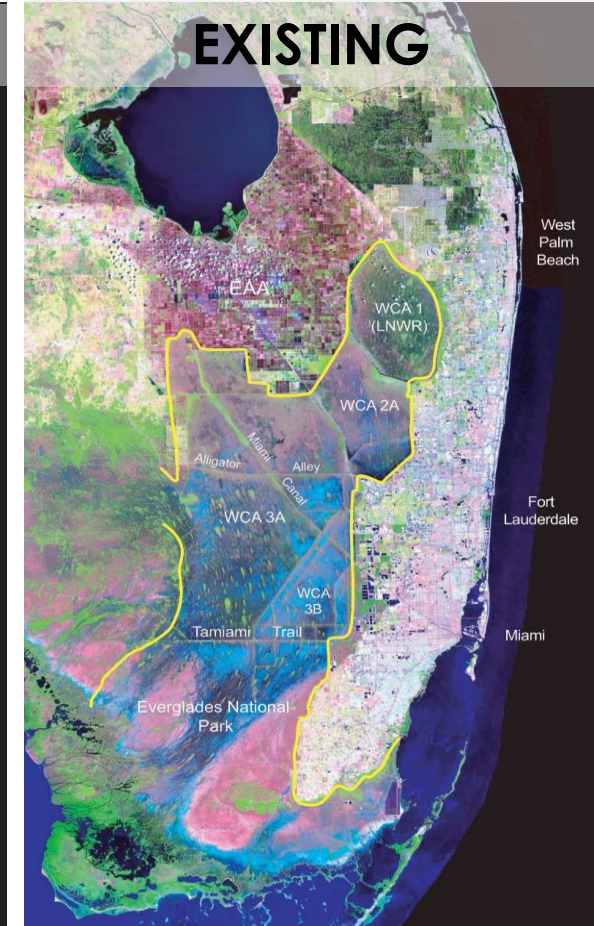 EXISTING
West
Palm
Beach
EAA
WCA 1
(LNWR)
WCA 2A
Miami
Canal
Alligator Alley
WCA 3A
Fort
Lauderdale
WCA
3B
Tamiami Trail
Miami
Everglades National
Park